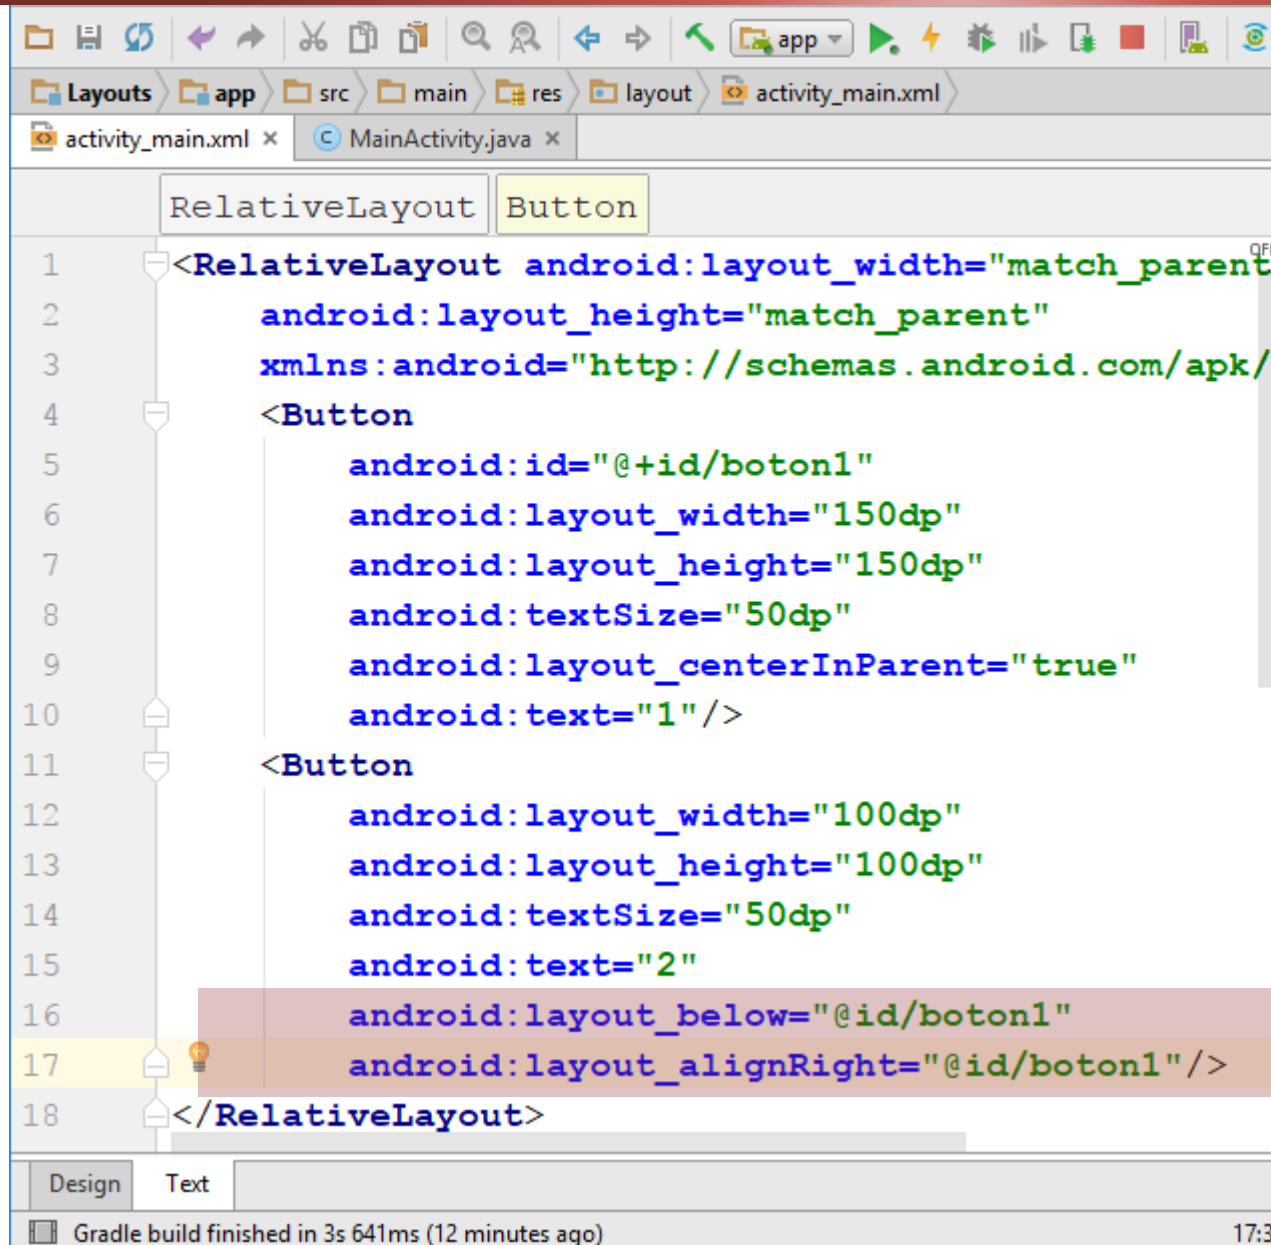 app
Layouts app src main res layout activity_main.xml
activity_main.xml × C MainActivity.java ×
RelativeLayout Button
1 <RelativeLayout android:layout_width="match_parent
2 android:layout_height="match_parent"
3 xmlns:android="http://schemas.android.com/apk/
4 <Button
5 android:id="@+id/boton1"
6 android:layout_width="150dp"
7 android:layout_height="150dp"
8 android:textSize="50dp"
9 android:layout_centerInParent="true"
10 android:text="1"/>
11 <Button
12 android:layout_width="100dp"
13 android:layout_height="100dp"
14 android:textSize="50dp"
15 android:text="2"
16 android:layout_below="@id/boton1"
17 android:layout_alignRight="@id/boton1"/>
18 </RelativeLayout>
Design Text
Gradle build finished in 3s 641ms (12 minutes ago) 17:3